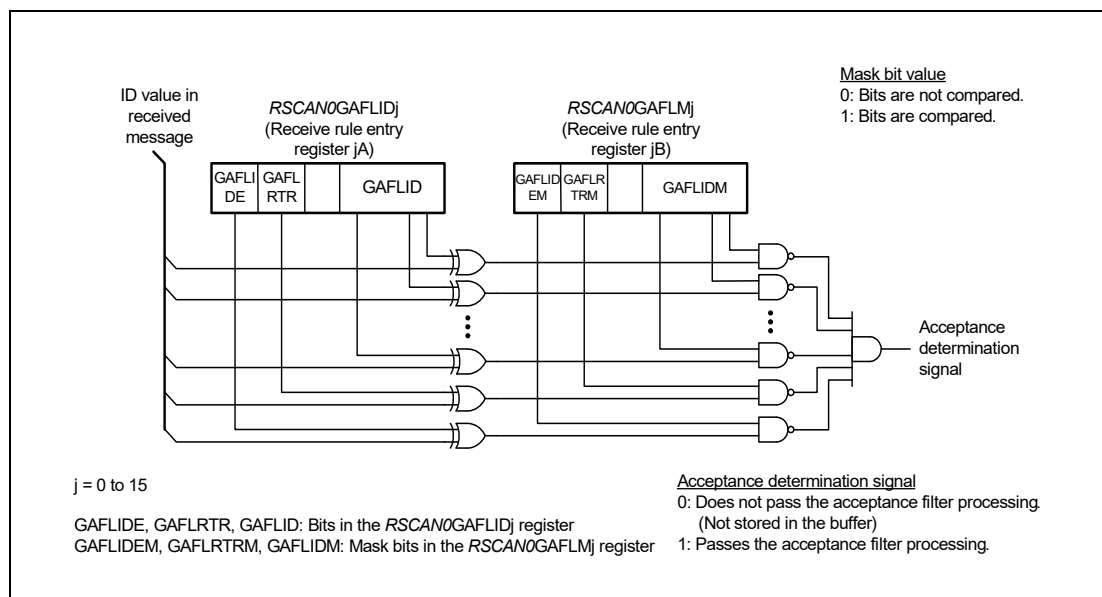 Mask bit value
0: Bits are not compared.
1: Bits are compared.
ID value in
received
message
RSCAN0GAFLIDj
(Receive rule entry
register jA)
RSCAN0GAFLMj
(Receive rule entry
register jB)
GAFLI
DE
GAFL
RTR
GAFLID
GAFLID
EM
GAFLR
TRM
GAFLIDM
Acceptance
determination
signal
j = 0 to 15
GAFLIDE, GAFLRTR, GAFLID: Bits in the RSCAN0GAFLIDj register
GAFLIDEM, GAFLRTRM, GAFLIDM: Mask bits in the RSCAN0GAFLMj register
Acceptance determination signal
0: Does not pass the acceptance filter processing.
(Not stored in the buffer)
1: Passes the acceptance filter processing.